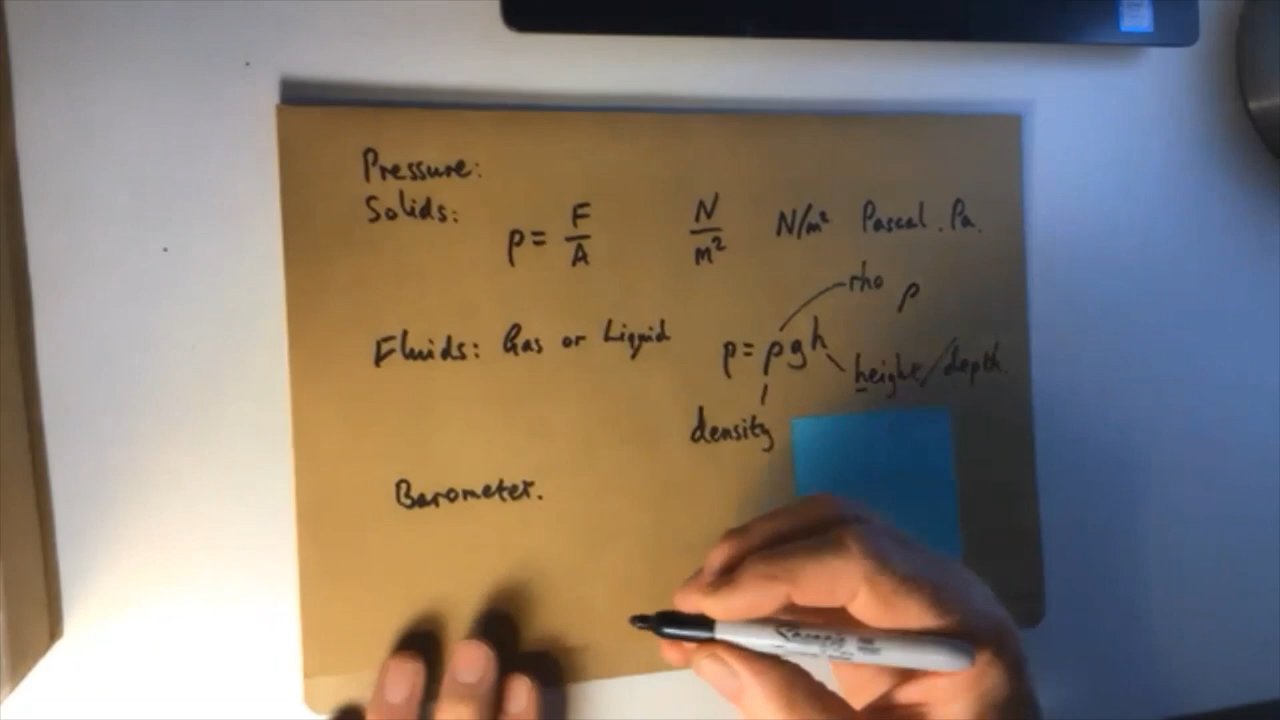 Pressure:
Solids: p = F/A N/m² N/m² Pascal. Pa.
rho ρ
Fluids: Gas or Liquid p = ρgh
height/depth.
density
Barometer.